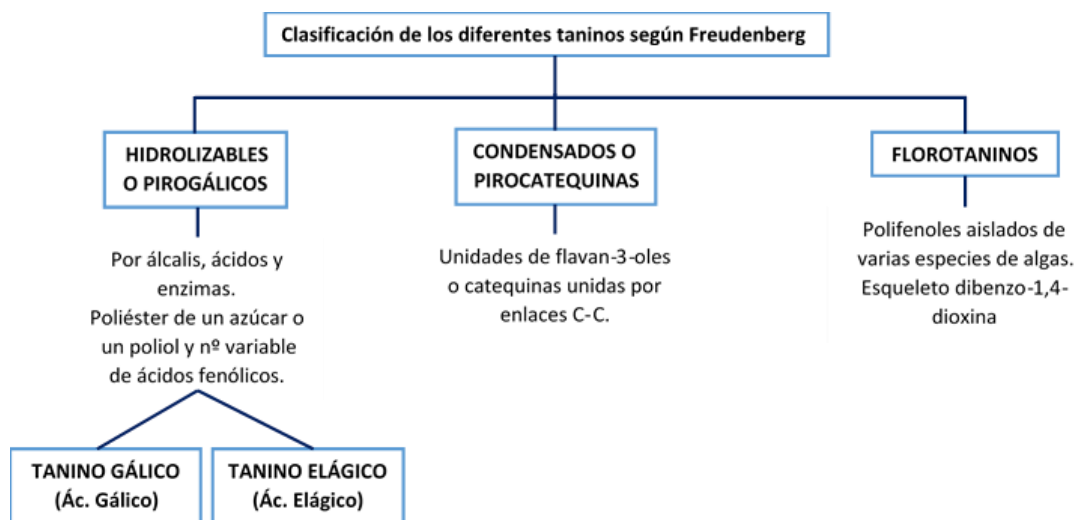 Clasificación de los diferentes taninos según Freudenberg
HIDROLIZABLES
O PIROGÁLICOS
Por álcalis, ácidos y
enzimas.
Poliéster de un azúcar o
un poliol y nº variable
de ácidos fenólicos.
TANINO GÁLICO
(Ác. Gálico)
TANINO ELÁGICO
(Ác. Elágico)
CONDENSADOS O
PIROCATEQUINAS
Unidades de flavan-3-oles
o catequinas unidas por
enlaces C-C.
FLOROTANINOS
Polifenoles aislados de
varias especies de algas.
Esqueleto dibenzo-1,4-
dioxina